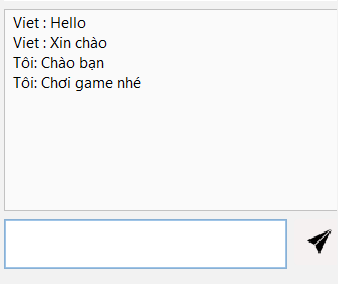 Viet : Hello
Viet : Xin chào
Tôi: Chào bạn
Tôi: Chơi game nhé